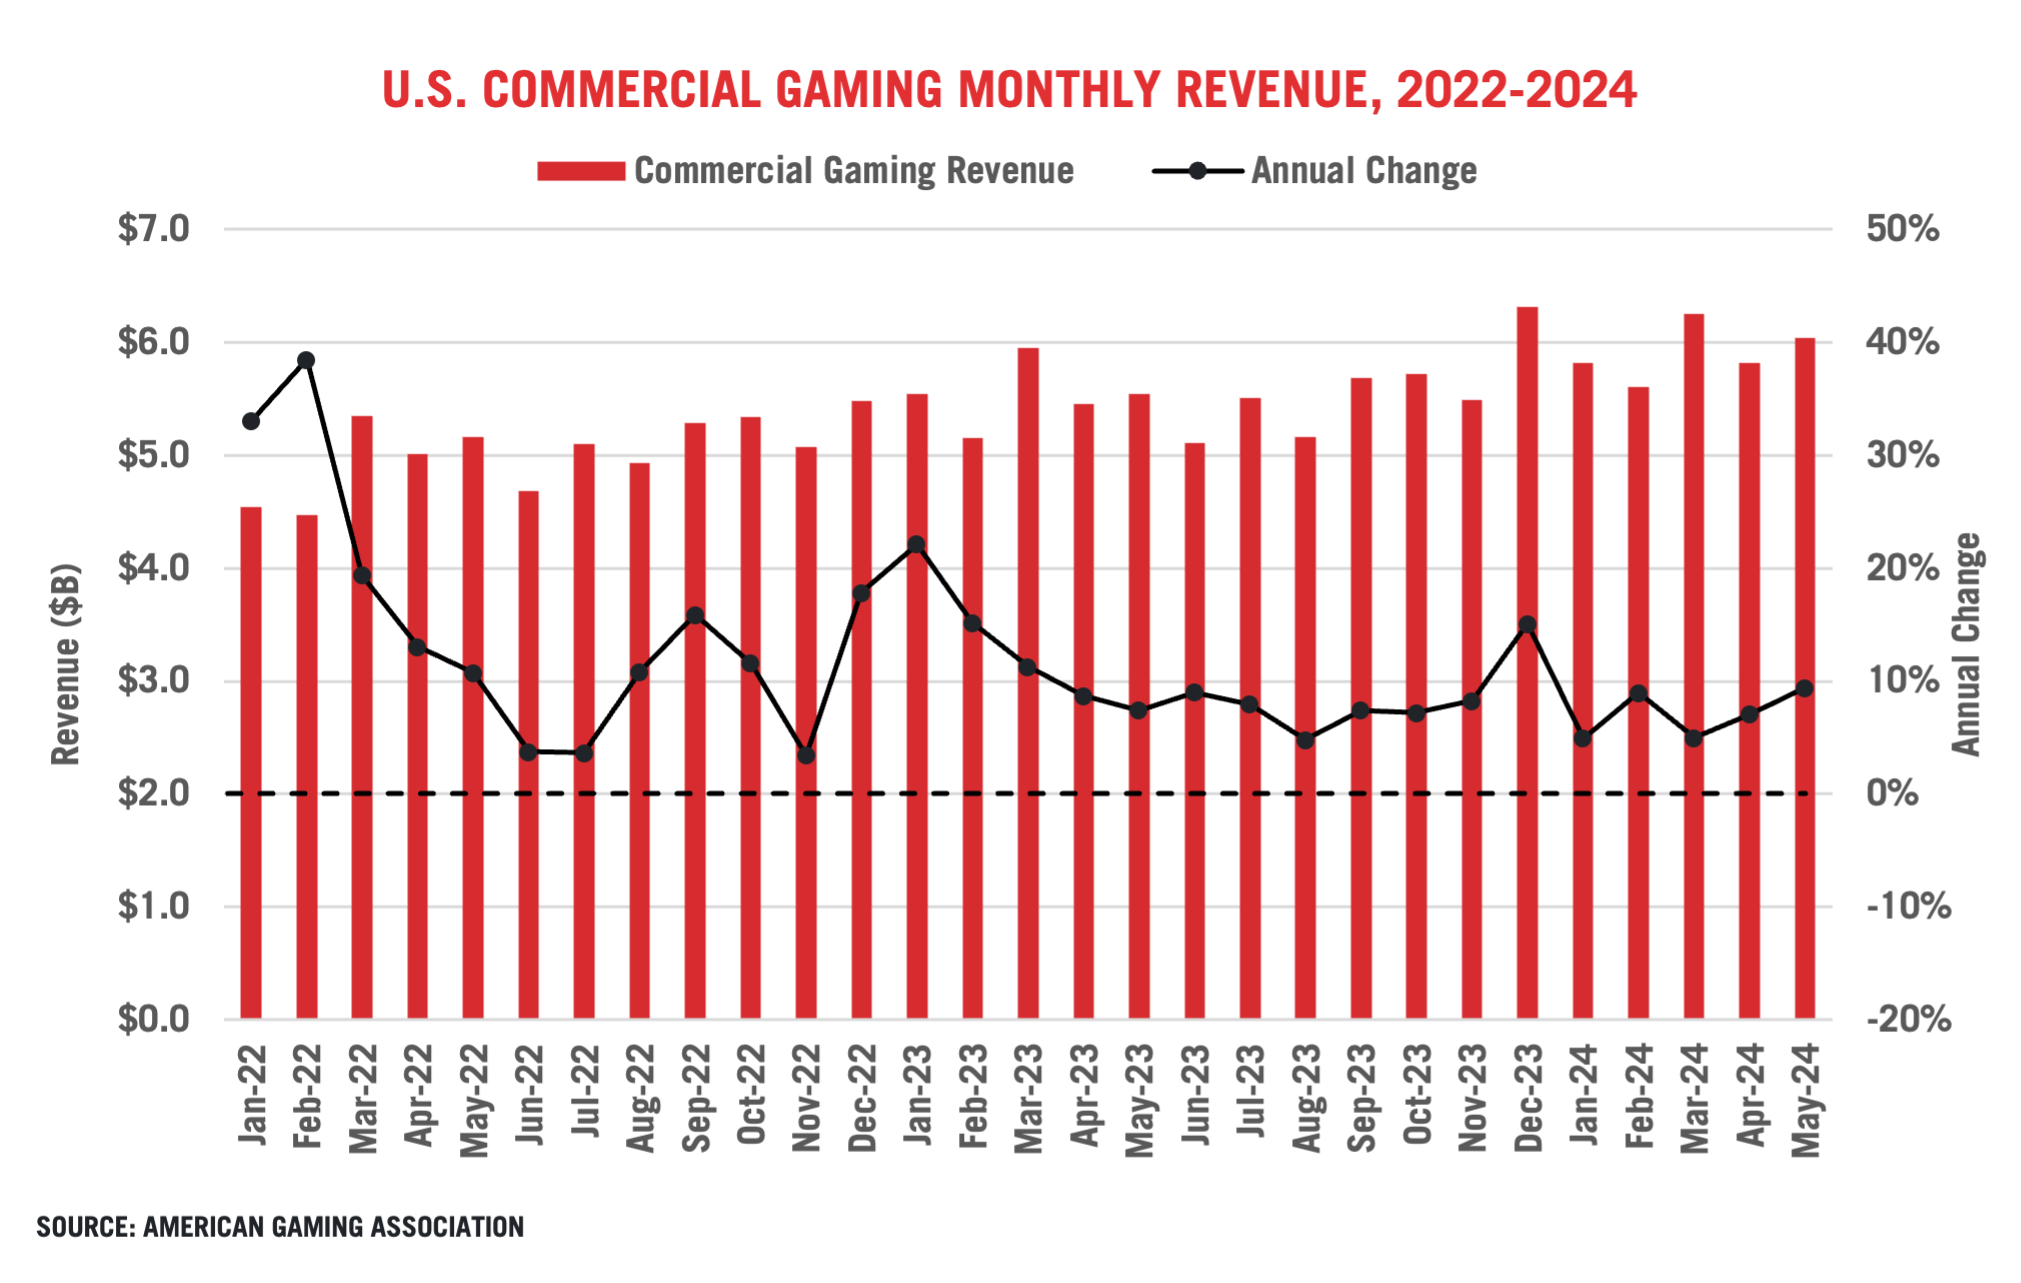 U.S. COMMERCIAL GAMING MONTHLY REVENUE, 2022-2024
Commercial Gaming Revenue
Annual Change
$7.0
$6.0
$5.0
$4.0
$3.0
$2.0
$1.0
$0.0
Revenue ($B)
50%
40%
30%
20%
10%
0%
-10%
-20%
Annual Change
Jan-22
Feb-22
Mar-22
Apr-22
May-22
Jun-22
Jul-22
Aug-22
Sep-22
Oct-22
Nov-22
Dec-22
Jan-23
Feb-23
Mar-23
Apr-23
May-23
Jun-23
Jul-23
Aug-23
Sep-23
Oct-23
Nov-23
Dec-23
Jan-24
Feb-24
Mar-24
Apr-24
May-24
SOURCE: AMERICAN GAMING ASSOCIATION